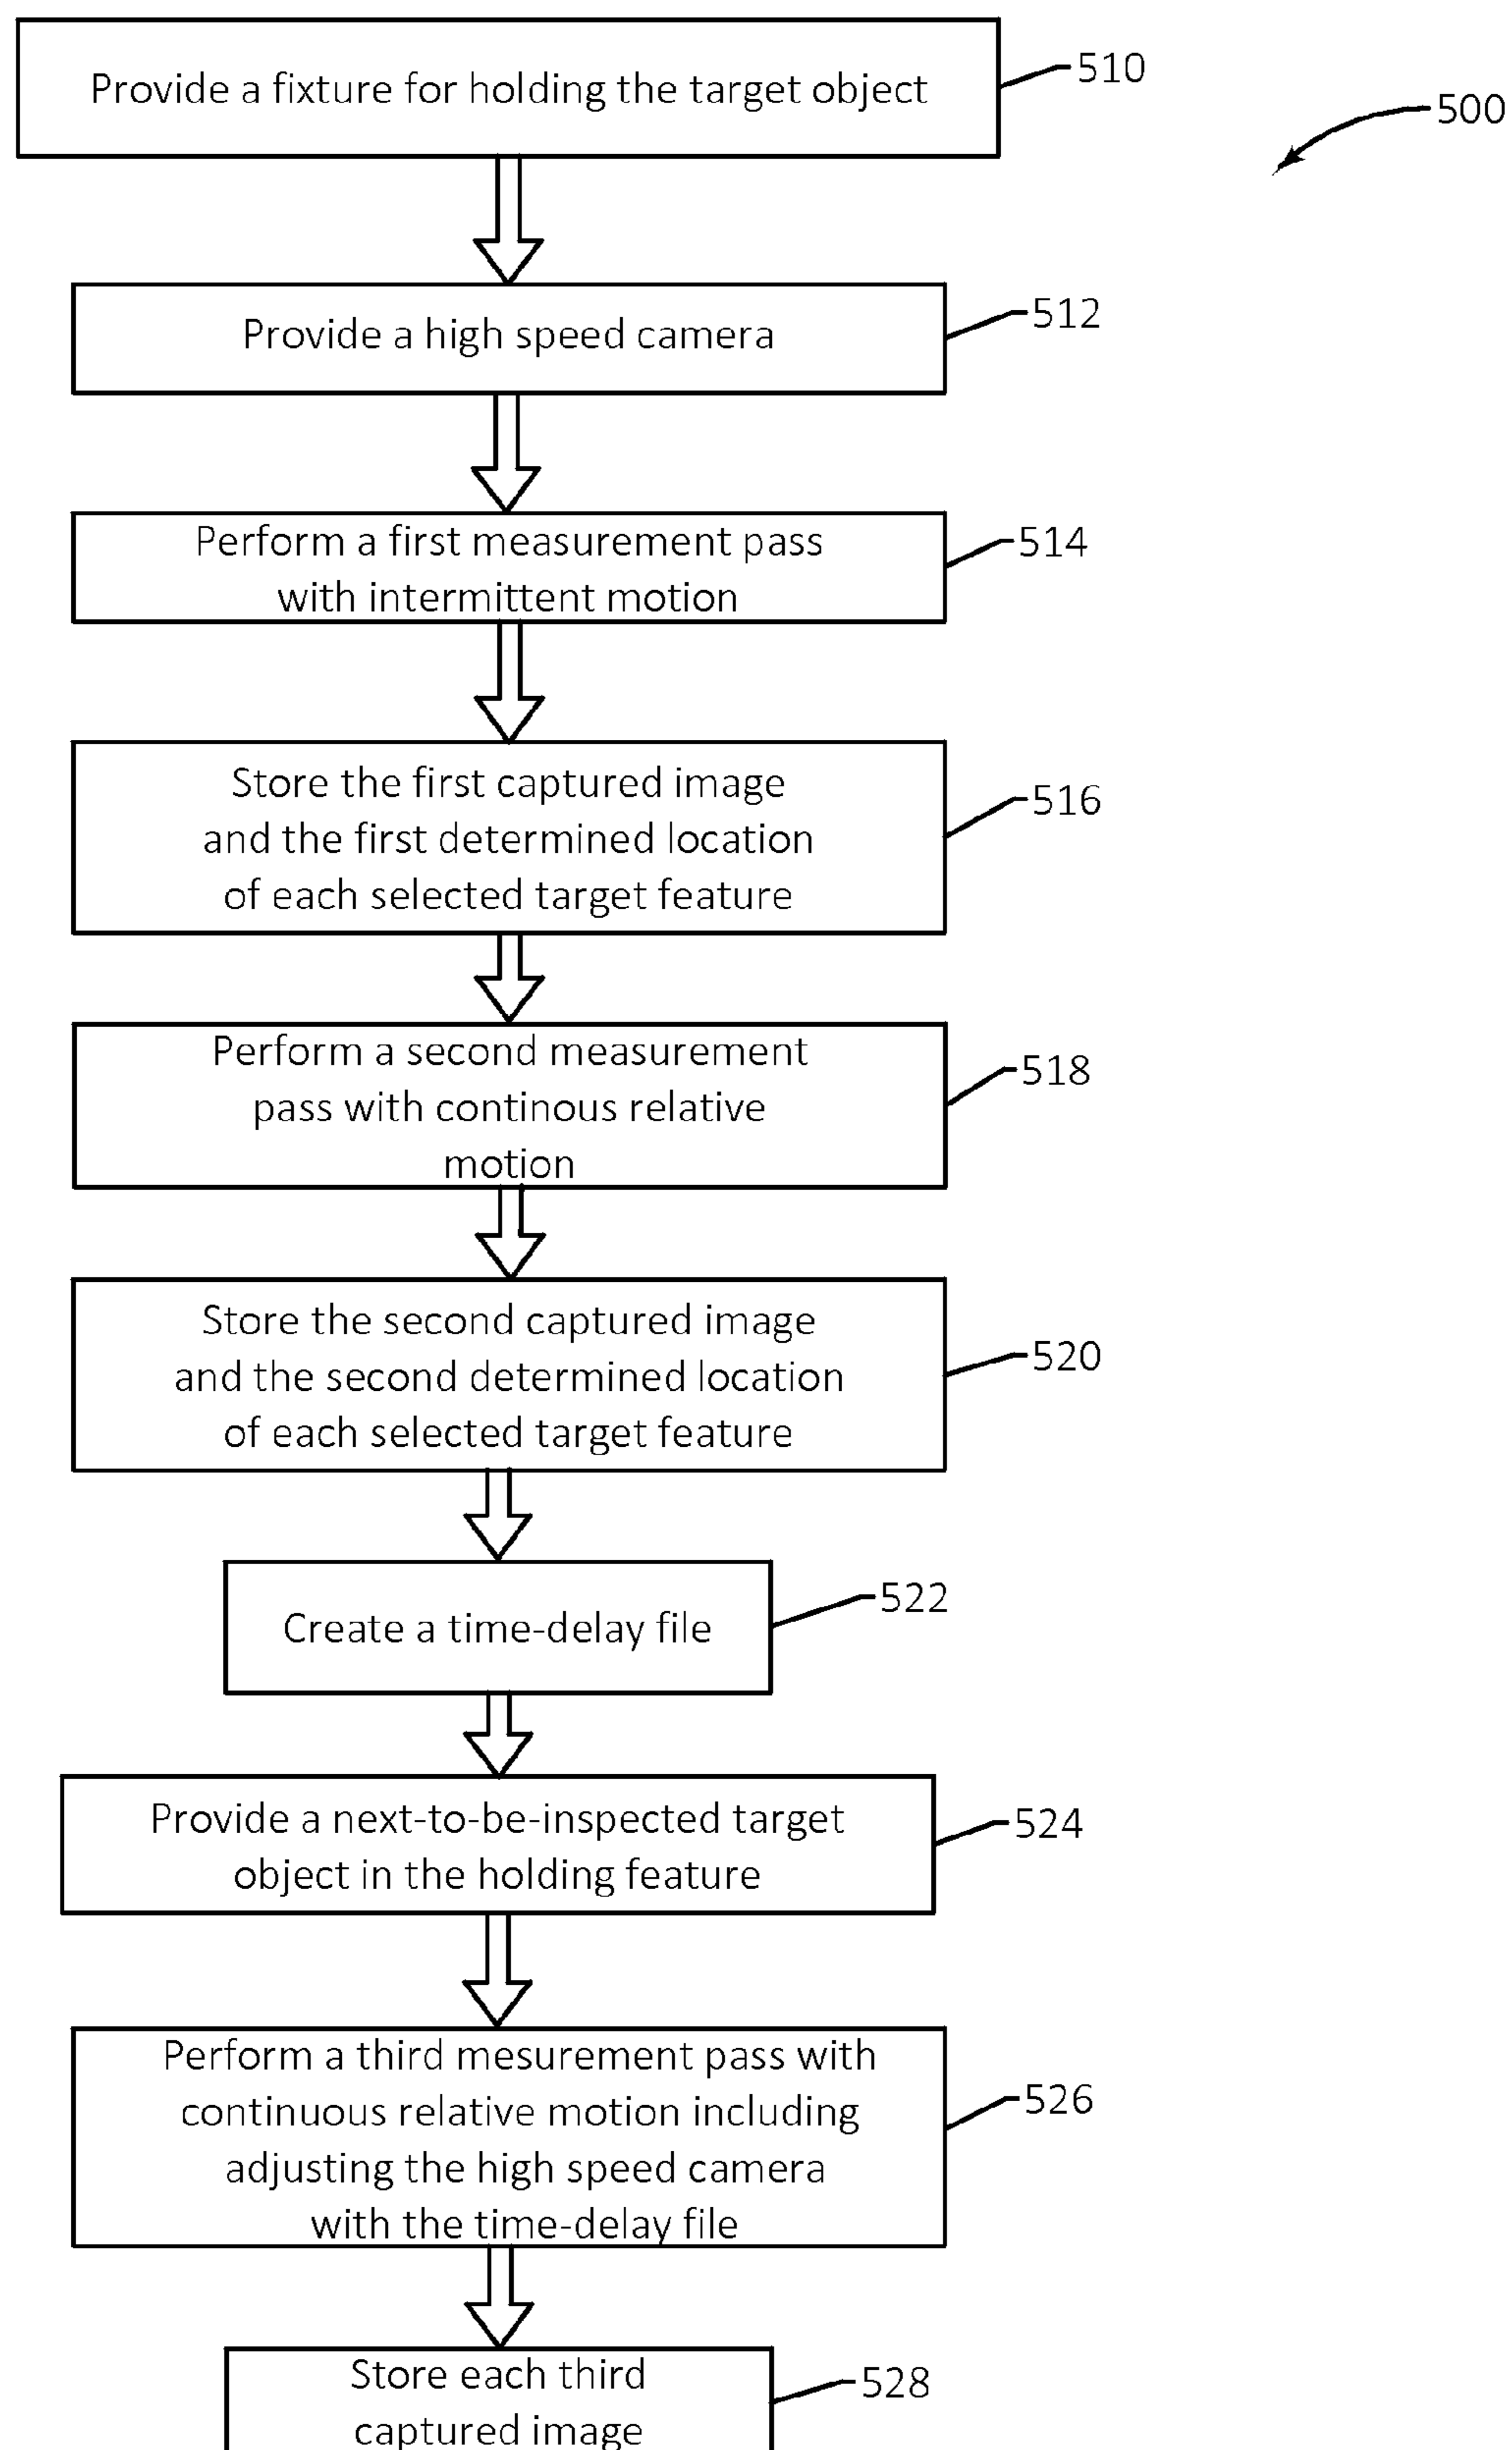 Provide a fixture for holding the target object
510
500
Provide a high speed camera
512
Perform a first measurement pass
with intermittent motion
514
Store the first captured image
and the first determined location
of each selected target feature
516
Perform a second measurement
pass with continous relative
motion
518
Store the second captured image
and the second determined location
of each selected target feature
520
Create a time-delay file
522
Provide a next-to-be-inspected target
object in the holding feature
524
Perform a third mesurement pass with
continuous relative motion including
adjusting the high speed camera
with the time-delay file
526
Store each third
captured image
528